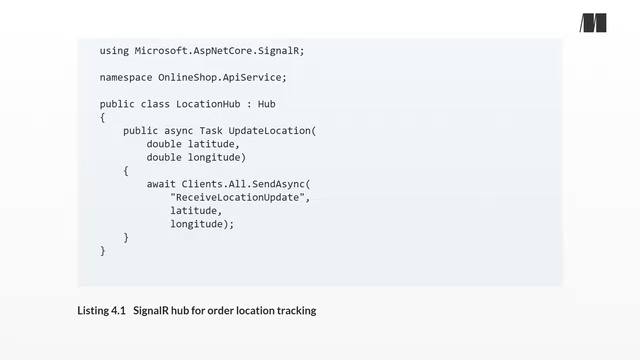 using Microsoft.AspNetCore.SignalR;
namespace OnlineShop.ApiService;
public class LocationHub : Hub
{
    public async Task UpdateLocation(
        double latitude,
        double longitude)
    {
        await Clients.All.SendAsync(
            "ReceiveLocationUpdate",
            latitude,
            longitude);
    }
}
Listing 4.1 SignalR hub for order location tracking